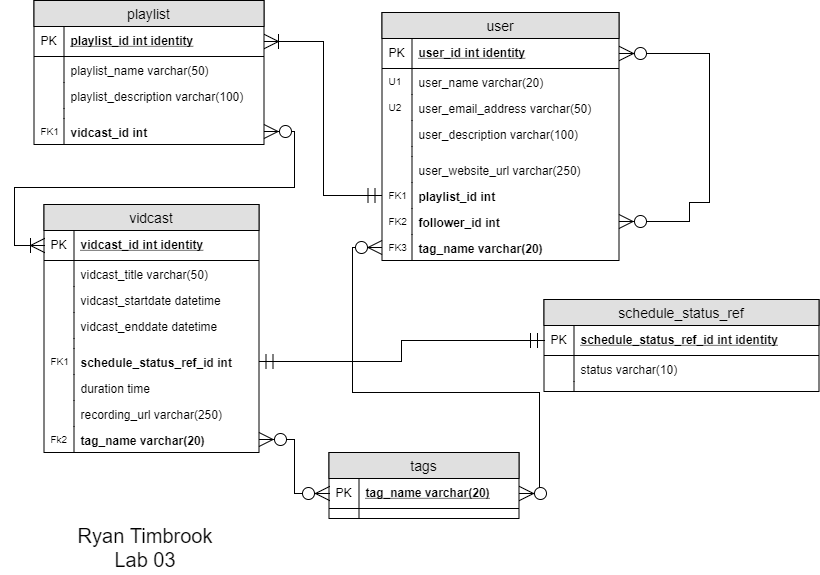 playlist
PK playlist_id int identity
playlist_name varchar(50)
playlist_description varchar(100)
FK1 vidcast_id int
user
PK user_id int identity
U1 user_name varchar(20)
U2 user_email_address varchar(50)
user_description varchar(100)
user_website_url varchar(250)
FK1 playlist_id int
FK2 follower_id int
FK3 tag_name varchar(20)
vidcast
PK vidcast_id int identity
vidcast_title varchar(50)
vidcast_startdate datetime
vidcast_enddate datetime
FK1 schedule_status_ref_id int
duration time
recording_url varchar(250)
Fk2 tag_name varchar(20)
schedule_status_ref
PK schedule_status_ref_id int identity
status varchar(10)
tags
PK tag_name varchar(20)
Ryan Timbrook
Lab 03